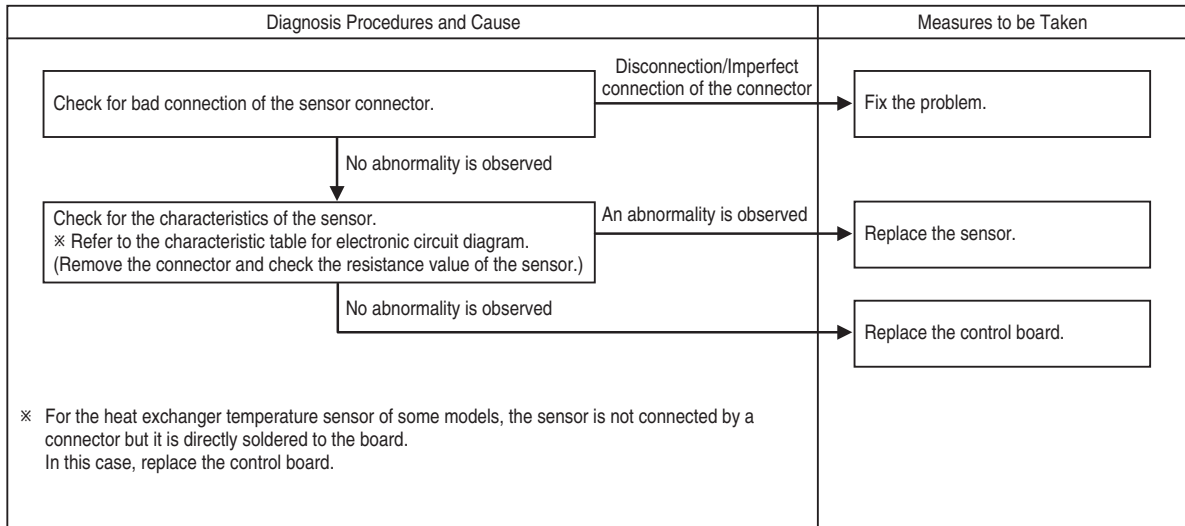 Diagnosis Procedures and Cause
Measures to be Taken
Check for bad connection of the sensor connector.
Disconnection/Imperfect
connection of the connector
Fix the problem.
No abnormality is observed
Check for the characteristics of the sensor.
※ Refer to the characteristic table for electronic circuit diagram.
(Remove the connector and check the resistance value of the sensor.)
An abnormality is observed
Replace the sensor.
No abnormality is observed
Replace the control board.
※ For the heat exchanger temperature sensor of some models, the sensor is not connected by a
connector but it is directly soldered to the board.
In this case, replace the control board.